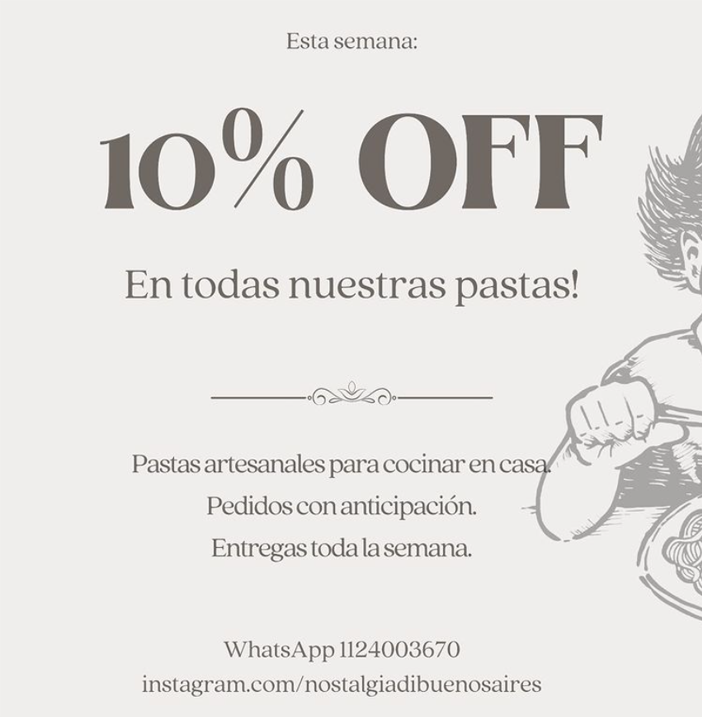 Esta semana:
10% OFF
En todas nuestras pastas!
Pastas artesanales para cocinar en casa.
Pedidos con anticipación.
Entregas toda la semana.
WhatsApp 1124003670
instagram.com/nostalgiadibuenosaires